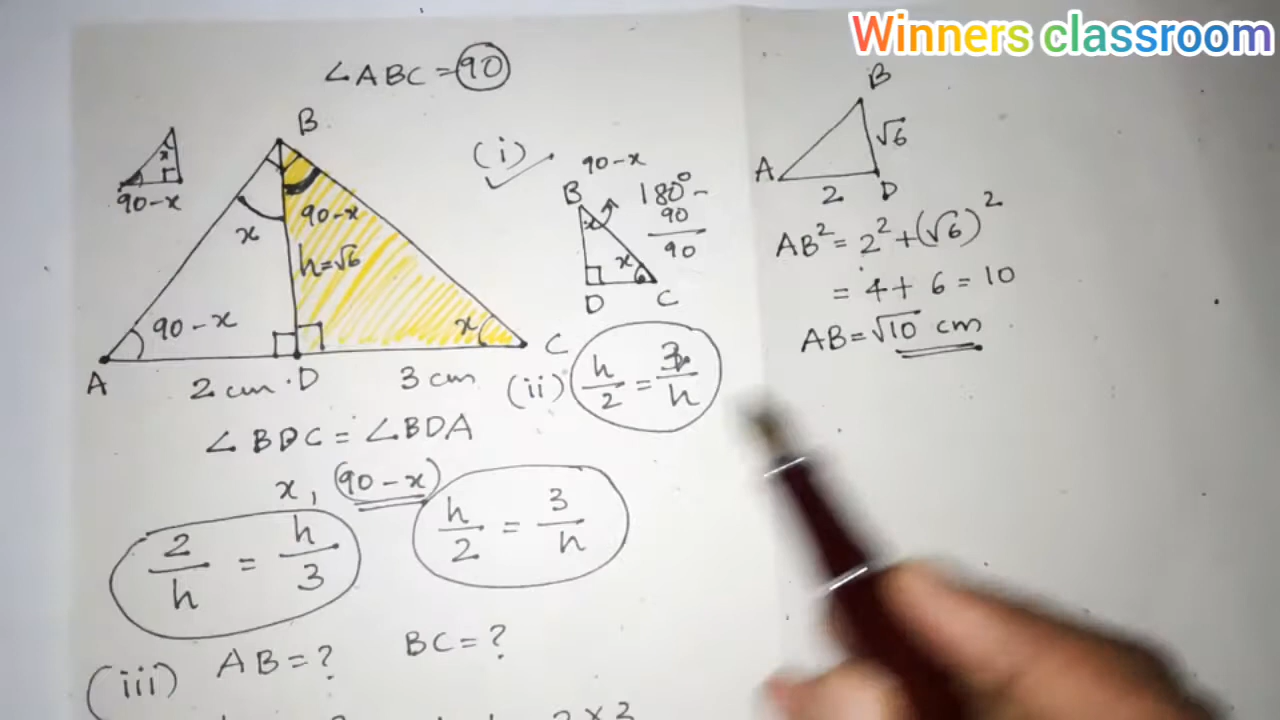 Winners classroom
∠ABC = 90
B
x
90-x
x
90-x
h=√6
90-x
x
A
2 cm
D
3 cm
C
∠BDC = ∠BDA
x, (90-x)
2/h = h/3
h/2 = 3/h
(iii) AB = ?
BC = ?
(i)
90-x
B
180°-
90
90
x
D
C
(ii) h/2 = 3/h
B
√6
A
2
D
AB² = 2² + (√6)²
= 4 + 6 = 10
AB = √10 cm